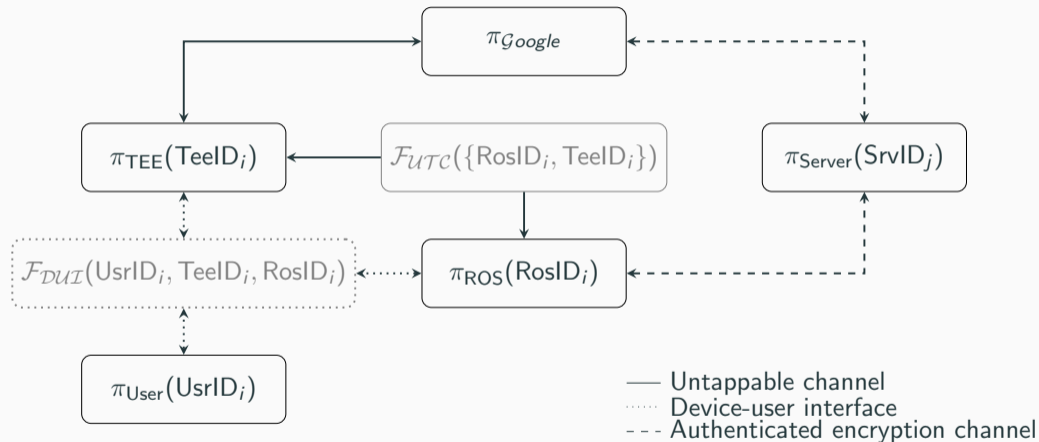 π𝒢oogle
πTEE(TeeIDᵢ)
ℱ𝒰𝒯𝒞({RosIDᵢ, TeeIDᵢ})
πServer(SrvIDⱼ)
ℱ𝒟𝒰ℐ(UsrIDᵢ, TeeIDᵢ, RosIDᵢ)
πROS(RosIDᵢ)
πUser(UsrIDᵢ)
Untappable channel
Device-user interface
Authenticated encryption channel